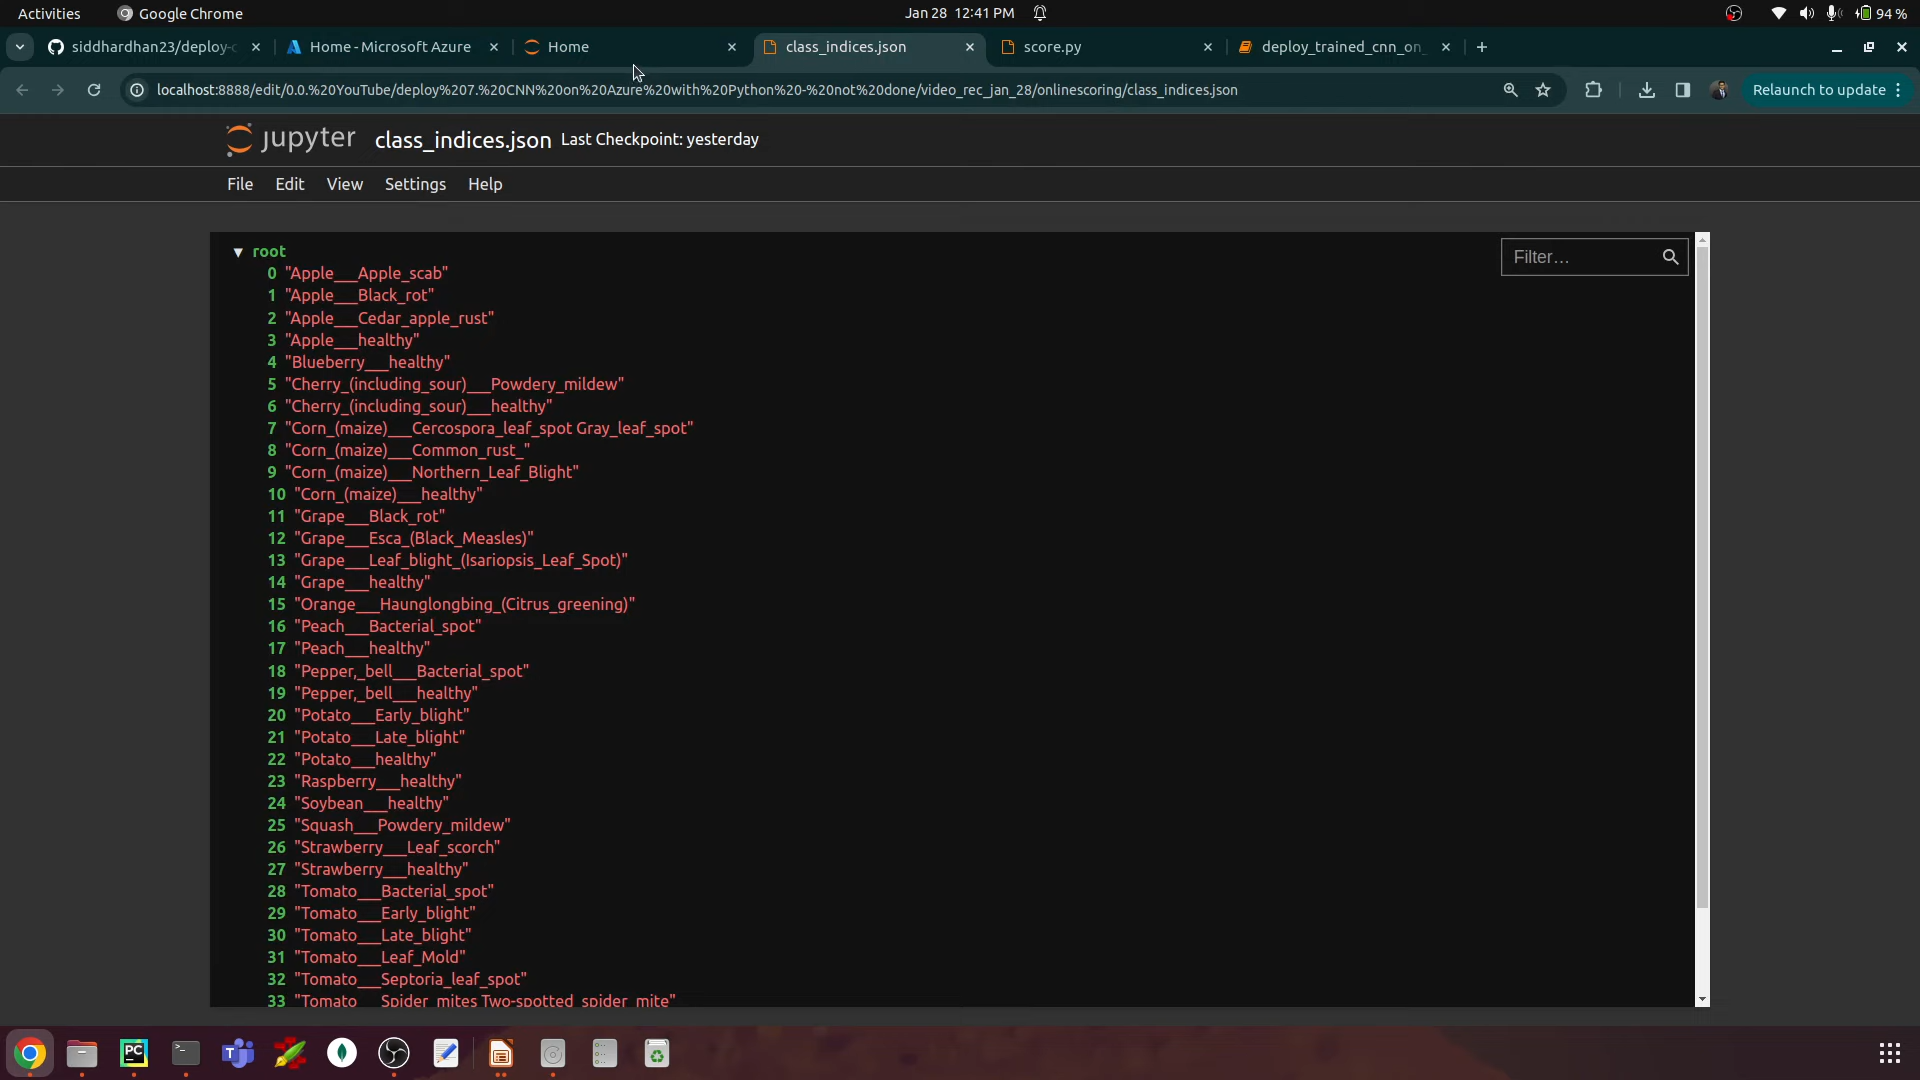 Activities
Google Chrome
Jan 28 12:41 PM
94 %
siddhardhan23/deploy-
Home - Microsoft Azure
Home
class_indices.json
score.py
deploy_trained_cnn_on_
localhost:8888/edit/0.0.%20YouTube/deploy%207.%20CNN%20on%20Azure%20with%20Python%20-%20not%20done/video_rec_jan_28/onlinescoring/class_indices.json
Relaunch to update
jupyter
class_indices.json
Last Checkpoint: yesterday
File Edit View Settings Help
root
Filter...
0 "Apple___Apple_scab"
1 "Apple___Black_rot"
2 "Apple___Cedar_apple_rust"
3 "Apple___healthy"
4 "Blueberry___healthy"
5 "Cherry_(including_sour)___Powdery_mildew"
6 "Cherry_(including_sour)___healthy"
7 "Corn_(maize)___Cercospora_leaf_spot Gray_leaf_spot"
8 "Corn_(maize)___Common_rust_"
9 "Corn_(maize)___Northern_Leaf_Blight"
10 "Corn_(maize)___healthy"
11 "Grape___Black_rot"
12 "Grape___Esca_(Black_Measles)"
13 "Grape___Leaf_blight_(Isariopsis_Leaf_Spot)"
14 "Grape___healthy"
15 "Orange___Haunglongbing_(Citrus_greening)"
16 "Peach___Bacterial_spot"
17 "Peach___healthy"
18 "Pepper,_bell___Bacterial_spot"
19 "Pepper,_bell___healthy"
20 "Potato___Early_blight"
21 "Potato___Late_blight"
22 "Potato___healthy"
23 "Raspberry___healthy"
24 "Soybean___healthy"
25 "Squash___Powdery_mildew"
26 "Strawberry___Leaf_scorch"
27 "Strawberry___healthy"
28 "Tomato___Bacterial_spot"
29 "Tomato___Early_blight"
30 "Tomato___Late_blight"
31 "Tomato___Leaf_Mold"
32 "Tomato___Septoria_leaf_spot"
33 "Tomato___Spider_mites Two-spotted_spider_mite"